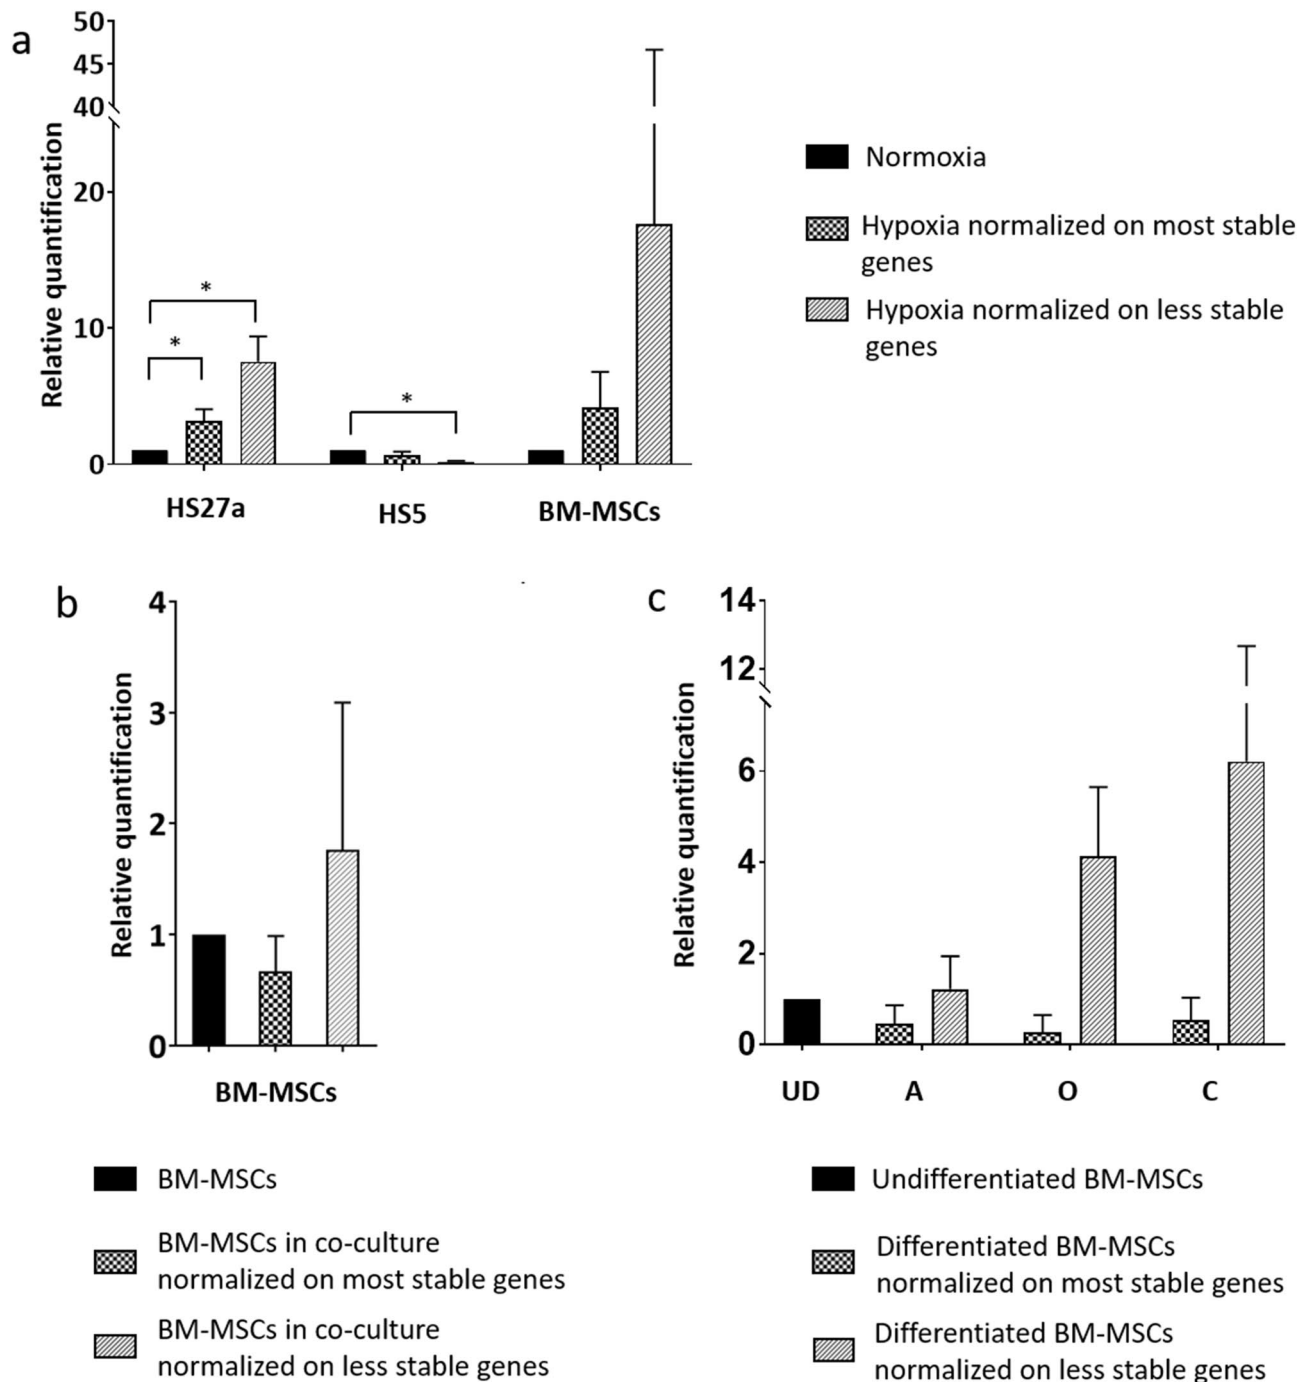 a
50
45
40
20
10
0
Relative quantification
*
*
*
HS27a
HS5
BM-MSCs
Normoxia
Hypoxia normalized on most stable
genes
Hypoxia normalized on less stable
genes
b
4
3
2
1
0
Relative quantification
BM-MSCs
BM-MSCs
BM-MSCs in co-culture
normalized on most stable genes
BM-MSCs in co-culture
normalized on less stable genes
c
14
12
6
4
2
0
Relative quantification
UD
A
O
C
Undifferentiated BM-MSCs
Differentiated BM-MSCs
normalized on most stable genes
Differentiated BM-MSCs
normalized on less stable genes